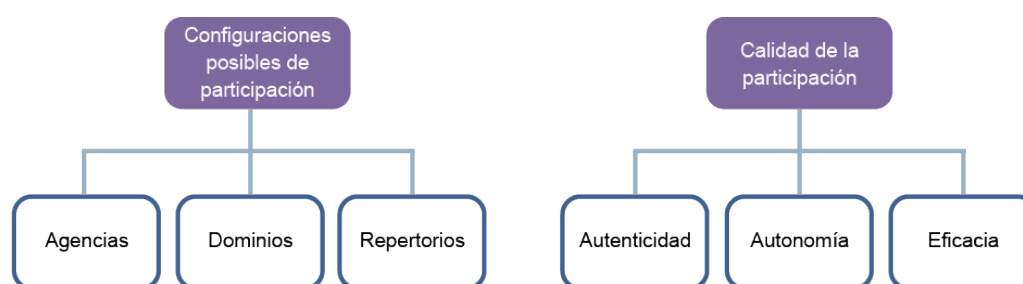 Configuraciones
posibles de
participación
Calidad de la
participación
Agencias
Dominios
Repertorios
Autenticidad
Autonomía
Eficacia